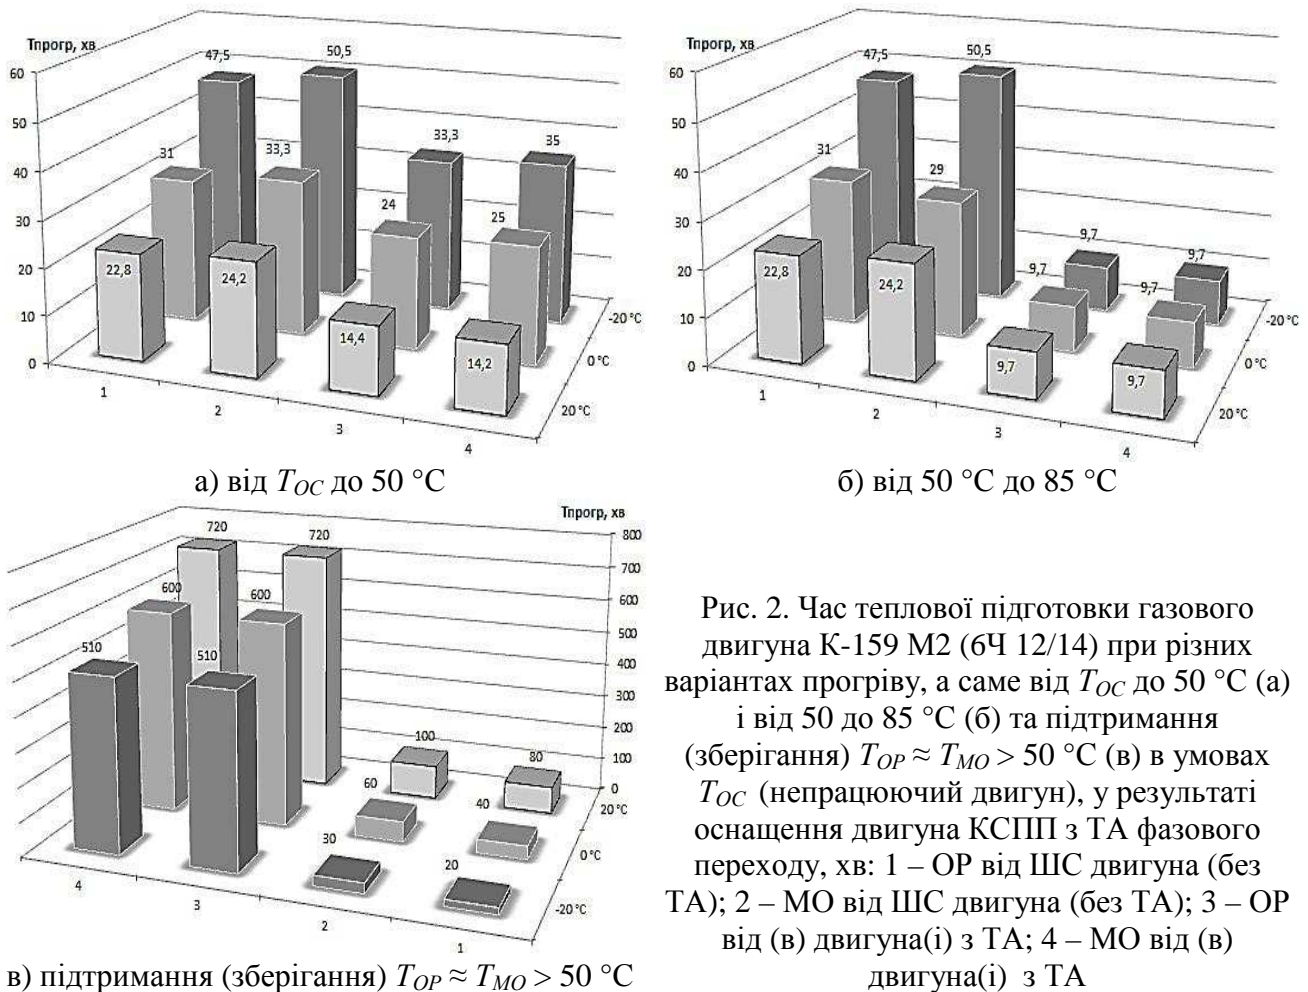 Тпрогр, хв
60
50
40
30
20
10
0
47,5
50,5
33,3
35
31
33,3
24
25
22,8
24,2
14,4
14,2
-20 °С
0 °С
20 °С
1
2
3
4
а) від TОС до 50 °С
Тпрогр, хв
60
50
40
30
20
10
0
47,5
50,5
9,7
9,7
31
29
9,7
9,7
22,8
24,2
9,7
9,7
-20 °С
0 °С
20 °С
1
2
3
4
б) від 50 °С до 85 °С
Тпрогр, хв
800
700
600
500
400
300
200
100
0
720
720
100
80
600
600
60
40
510
510
30
20
20 °С
0 °С
-20 °С
4
3
2
1
в) підтримання (зберігання) TОР ≈ TМО > 50 °С
Рис. 2. Час теплової підготовки газового
двигуна К-159 М2 (6Ч 12/14) при різних
варіантах прогріву, а саме від TОС до 50 °С (а)
і від 50 до 85 °С (б) та підтримання
(зберігання) TОР ≈ TМО > 50 °С (в) в умовах
TОС (непрацюючий двигун), у результаті
оснащення двигуна КСПП з ТА фазового
переходу, хв: 1 – ОР від ШС двигуна (без
ТА); 2 – МО від ШС двигуна (без ТА); 3 – ОР
від (в) двигуна(і) з ТА; 4 – МО від (в)
двигуна(і) з ТА